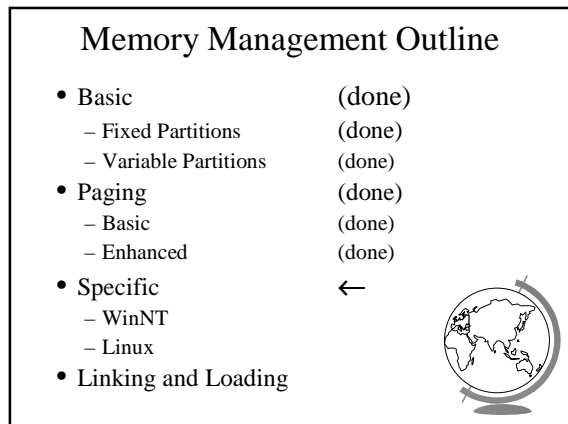 Memory Management Outline
• Basic (done)
– Fixed Partitions (done)
– Variable Partitions (done)
• Paging (done)
– Basic (done)
– Enhanced (done)
• Specific ←
– WinNT
– Linux
• Linking and Loading